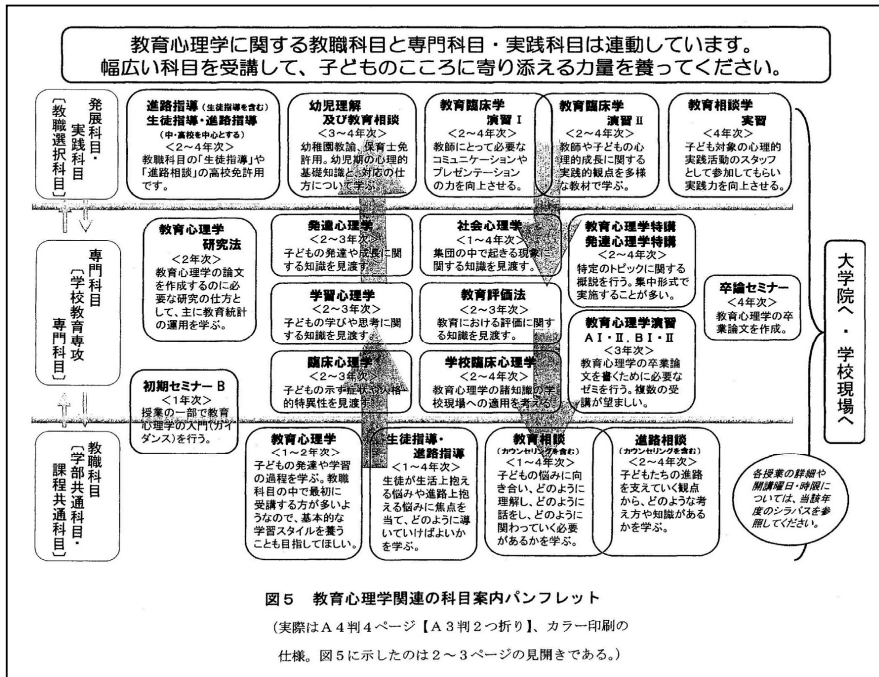 教育心理学に関する教職科目と専門科目・実践科目は連動しています。
幅広い科目を受講して、子どものこころに寄り添える力量を養ってください。
発展科目・
実践科目
〔教職選択科目〕
進路指導(生徒指導を含む)
生徒指導・進路指導
(中・高校を中心とする)
<2~4年次>
教職科目の「生徒指導」や
「進路相談」の高校免許用
です。
幼児理解
及び教育相談
<3~4年次>
幼稚園教諭、保育士免
許用。幼児期の心理的
基礎知識と、対応の仕
方について学ぶ。
教育臨床学
演習Ⅰ
<2~4年次>
教師にとって必要な
コミュニケーション
やプレゼンテーション
の力を向上させる。
教育臨床学
演習Ⅱ
<2~4年次>
教師や子どもの心
理的成長に関する
実践的観点を多様
な教材で学ぶ。
教育相談学
実習
<4年次>
子ども対象の心理的
実践活動のスタッフ
として参加してもらい
実践力を向上させる。
専門科目
〔学校教育専攻
専門科目〕
教育心理学
研究法
<2年次>
教育心理学の論文
を作成するのに必
要な研究の仕方と
して、主に教育統計
の運用を学ぶ。
発達心理学
<2~3年次>
子どもの発達や成長に関
する知識を見渡す。
社会心理学
<1~4年次>
集団の中で起きる現象に
関する知識を見渡す。
教育心理学特講
発達心理学特講
<2~4年次>
特定のトピックに関する
概説を行う。集中形式で
実施することが多い。
学習心理学
<2~3年次>
子どもの学びや思考に関
する知識を見渡す。
教育評価法
<2~3年次>
教育における評価に関す
る知識を見渡す。
卒論セミナー
<4年次>
教育心理学の卒
業論文を作成。
臨床心理学
<2~3年次>
子どもの示す症状や人格
的特異性を見渡す。
学校臨床心理学
<2~4年次>
教育心理学の諸知識の学
校現場への適用を考える。
教育心理学演習
AⅠ・Ⅱ,BⅠ・Ⅱ
<3年次>
教育心理学の卒業論
文を書くために必要な
ゼミを行う。複数の受
講が望ましい。
初期セミナーB
<1年次>
授業の一部で教育
心理学の入門(ガイ
ダンス)を行う。
大学院へ・学校現場へ
教職科目
〔学部共通科目・
課程共通科目〕
教育心理学
<1~2年次>
子どもの発達や学習
の過程を学ぶ。教職
科目の中で最初に
受講する方が多いよ
うなので、基本的な
学習スタイルを養う
ことも目指してほしい。
生徒指導・
進路指導
<1~4年次>
生徒が生活上抱え
る悩みや進路上抱
える悩みに焦点を
当て、どのように導
いていけばよいかを
を学ぶ。
教育相談
(カウンセリングを含む)
<1~4年次>
子どもの悩みに向
き合い、どのように
理解し、どのように
話をし、どのように
関わっていく必要
があるかを学ぶ。
進路相談
(カウンセリングを含む)
<2~4年次>
子どもたちの進路
を支えていく観点
から、どのような考
え方や知識がある
かを学ぶ。
各授業の詳細や
開講曜日・時限に
ついては、当該年
度のシラバスを参
照してください。
図5 教育心理学関連の科目案内パンフレット
(実際はA4判4ページ【A3判2つ折り】、カラー印刷の
仕様。図5に示したのは2~3ページの見開きである。)